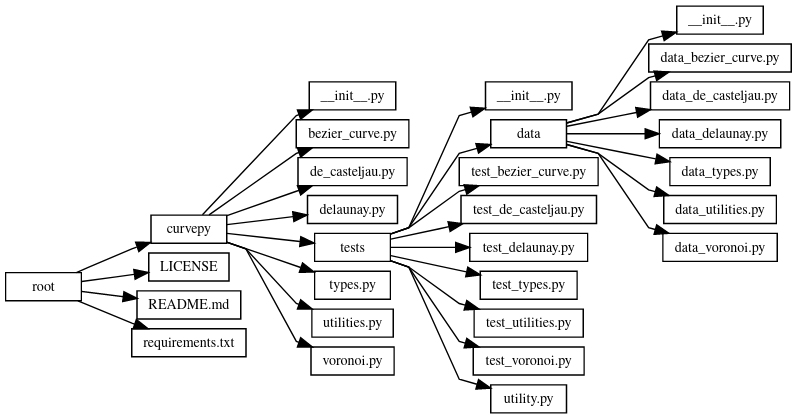 root
curvepy
LICENSE
README.md
requirements.txt
__init__.py
bezier_curve.py
de_casteljau.py
delaunay.py
tests
types.py
utilities.py
voronoi.py
__init__.py
data
test_bezier_curve.py
test_de_casteljau.py
test_delaunay.py
test_types.py
test_utilities.py
test_voronoi.py
utility.py
__init__.py
data_bezier_curve.py
data_de_casteljau.py
data_delaunay.py
data_types.py
data_utilities.py
data_voronoi.py